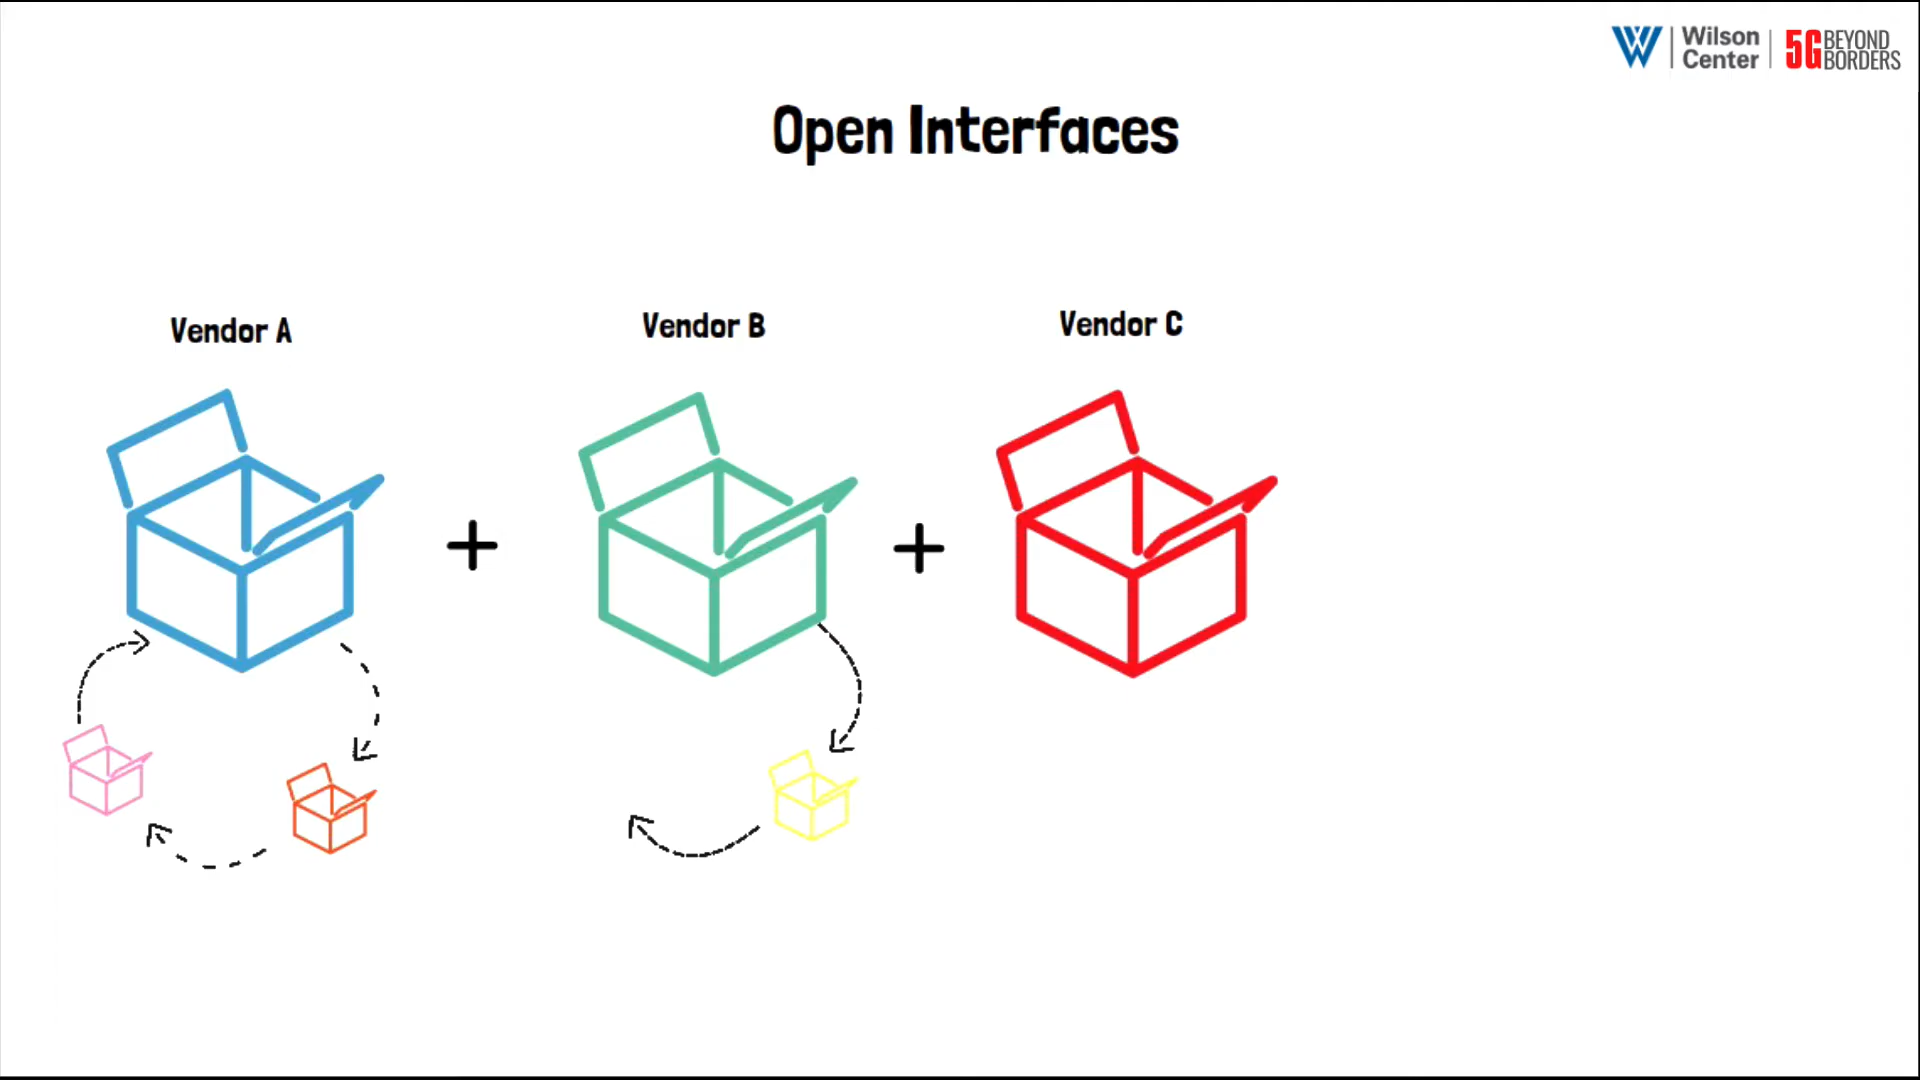 Wilson
Center
5G BEYOND
BORDERS
Open Interfaces
Vendor A
Vendor B
Vendor C